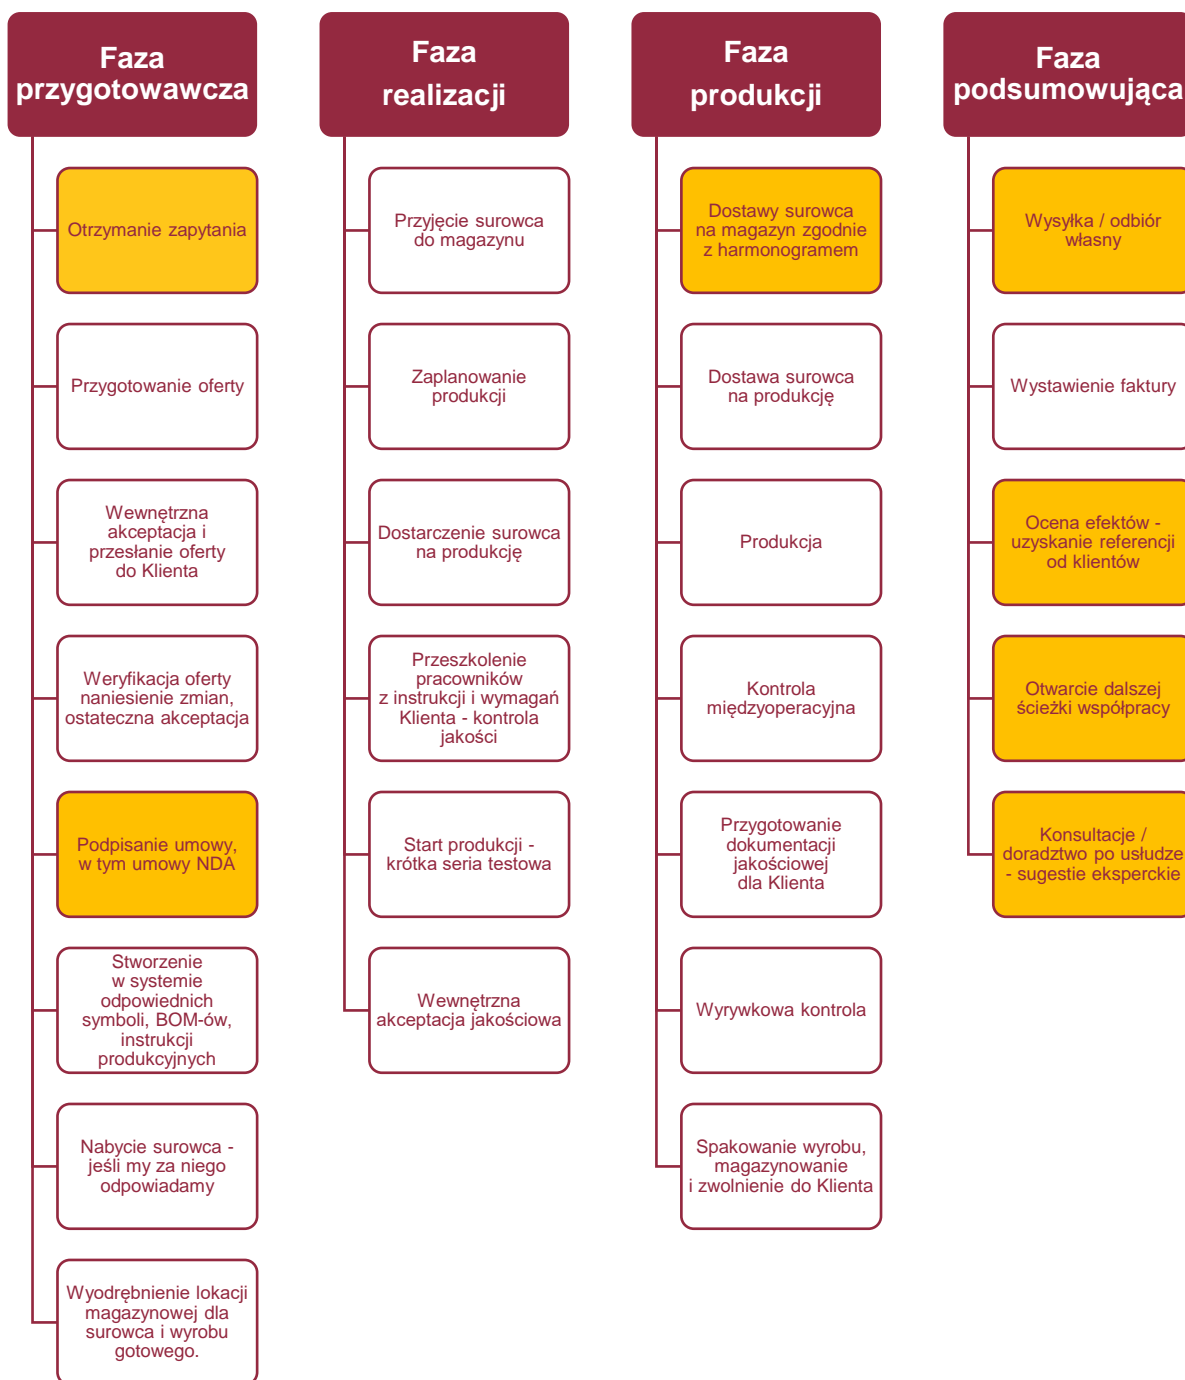 Faza
przygotowawcza
Otrzymanie zapytania
Przygotowanie oferty
Wewnętrzna
akceptacja i
przesłanie oferty
do Klienta
Weryfikacja oferty
naniesienie zmian,
ostateczna akceptacja
Podpisanie umowy,
w tym umowy NDA
Stworzenie
w systemie
odpowiednich
symboli, BOM-ów,
instrukcji
produkcyjnych
Nabycie surowca -
jeśli my za niego
odpowiadamy
Wyodrębnienie lokacji
magazynowej dla
surowca i wyrobu
gotowego.
Faza
realizacji
Przyjęcie surowca
do magazynu
Zaplanowanie
produkcji
Dostarczenie surowca
na produkcję
Przeszkolenie
pracowników
z instrukcji i wymagań
Klienta - kontrola
jakości
Start produkcji -
krótka seria testowa
Wewnętrzna
akceptacja jakościowa
Faza
produkcji
Dostawy surowca
na magazyn zgodnie
z harmonogramem
Dostawa surowca
na produkcję
Produkcja
Kontrola
międzyoperacyjna
Przygotowanie
dokumentacji
jakościowej
dla Klienta
Wyrywkowa kontrola
Spakowanie wyrobu,
magazynowanie
i zwolnienie do Klienta
Faza
podsumowująca
Wysyłka / odbiór
własny
Wystawienie faktury
Ocena efektów -
uzyskanie referencji
od klientów
Otwarcie dalszej
ścieżki współpracy
Konsultacje /
doradztwo po usłudze
- sugestie eksperckie